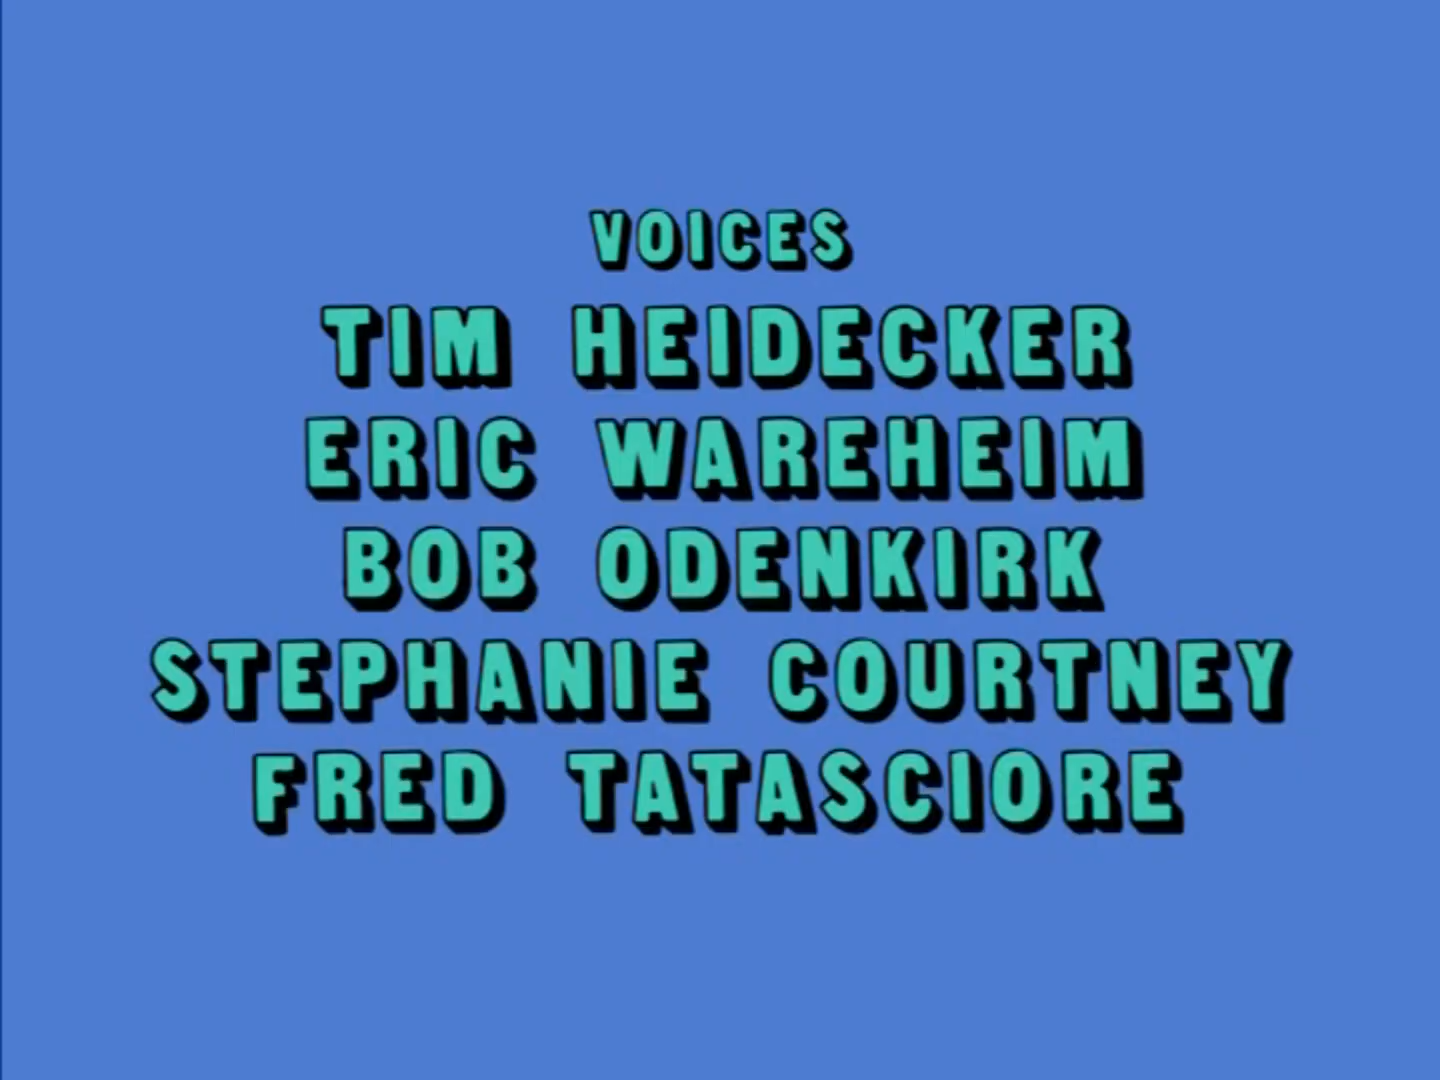 VOICES
TIM HEIDECKER
ERIC WAREHEIM
BOB ODENKIRK
STEPHANIE COURTNEY
FRED TATASCIORE